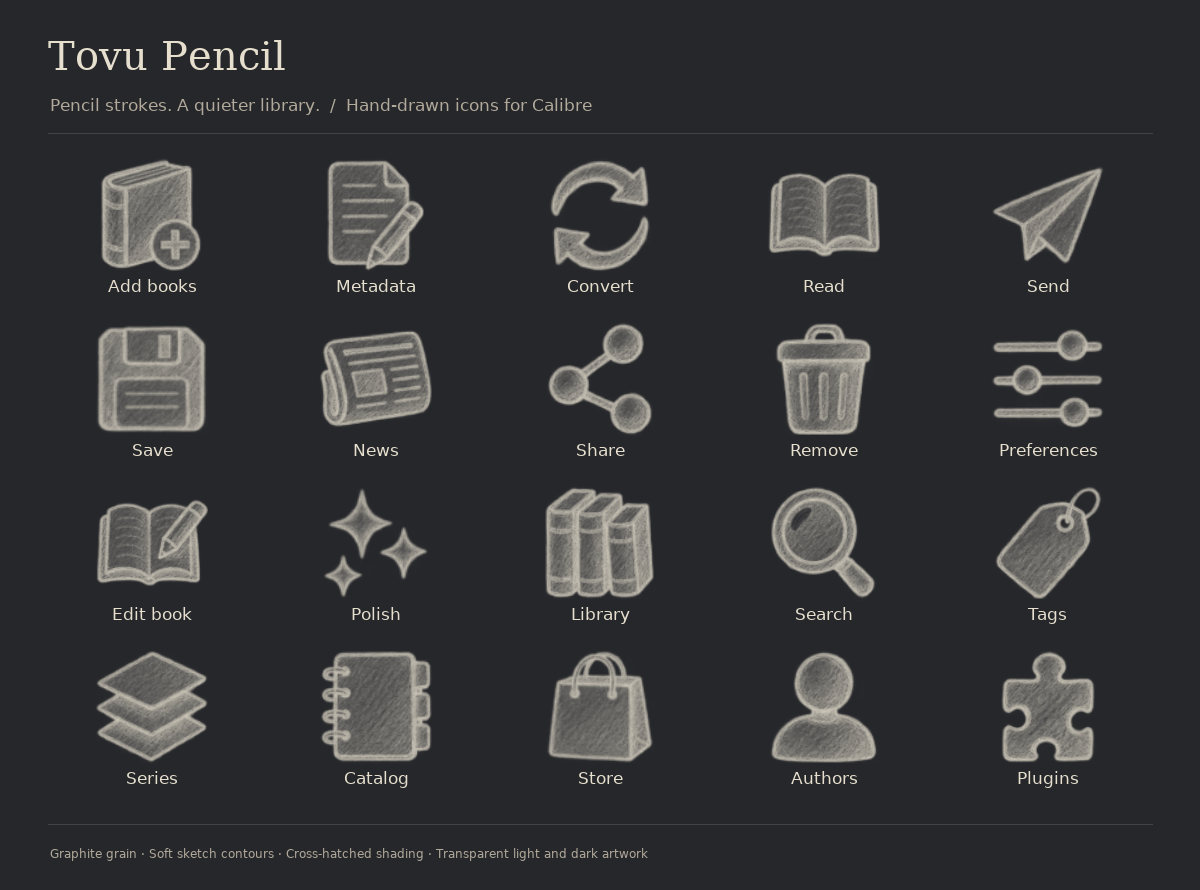 Tovu Pencil
Pencil strokes. A quieter library. / Hand-drawn icons for Calibre
Add books
Metadata
Convert
Read
Send
Save
News
Share
Remove
Preferences
Edit book
Polish
Library
Search
Tags
Series
Catalog
Store
Authors
Plugins
Graphite grain · Soft sketch contours · Cross-hatched shading · Transparent light and dark artwork